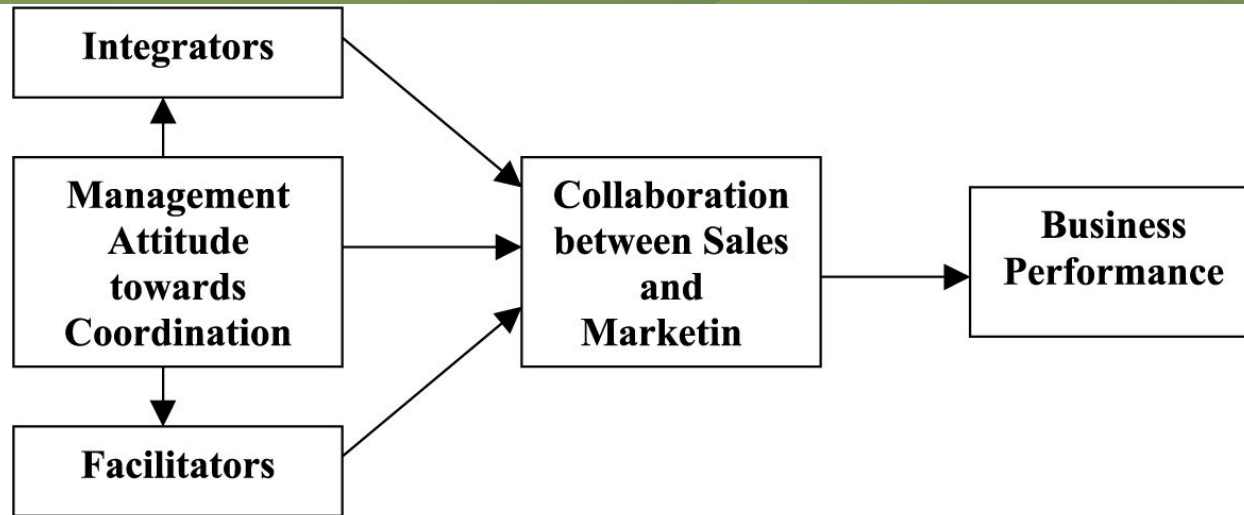 Integrators
Management
Attitude
towards
Coordination
Facilitators
Collaboration
between Sales
and
Marketin
Business
Performance